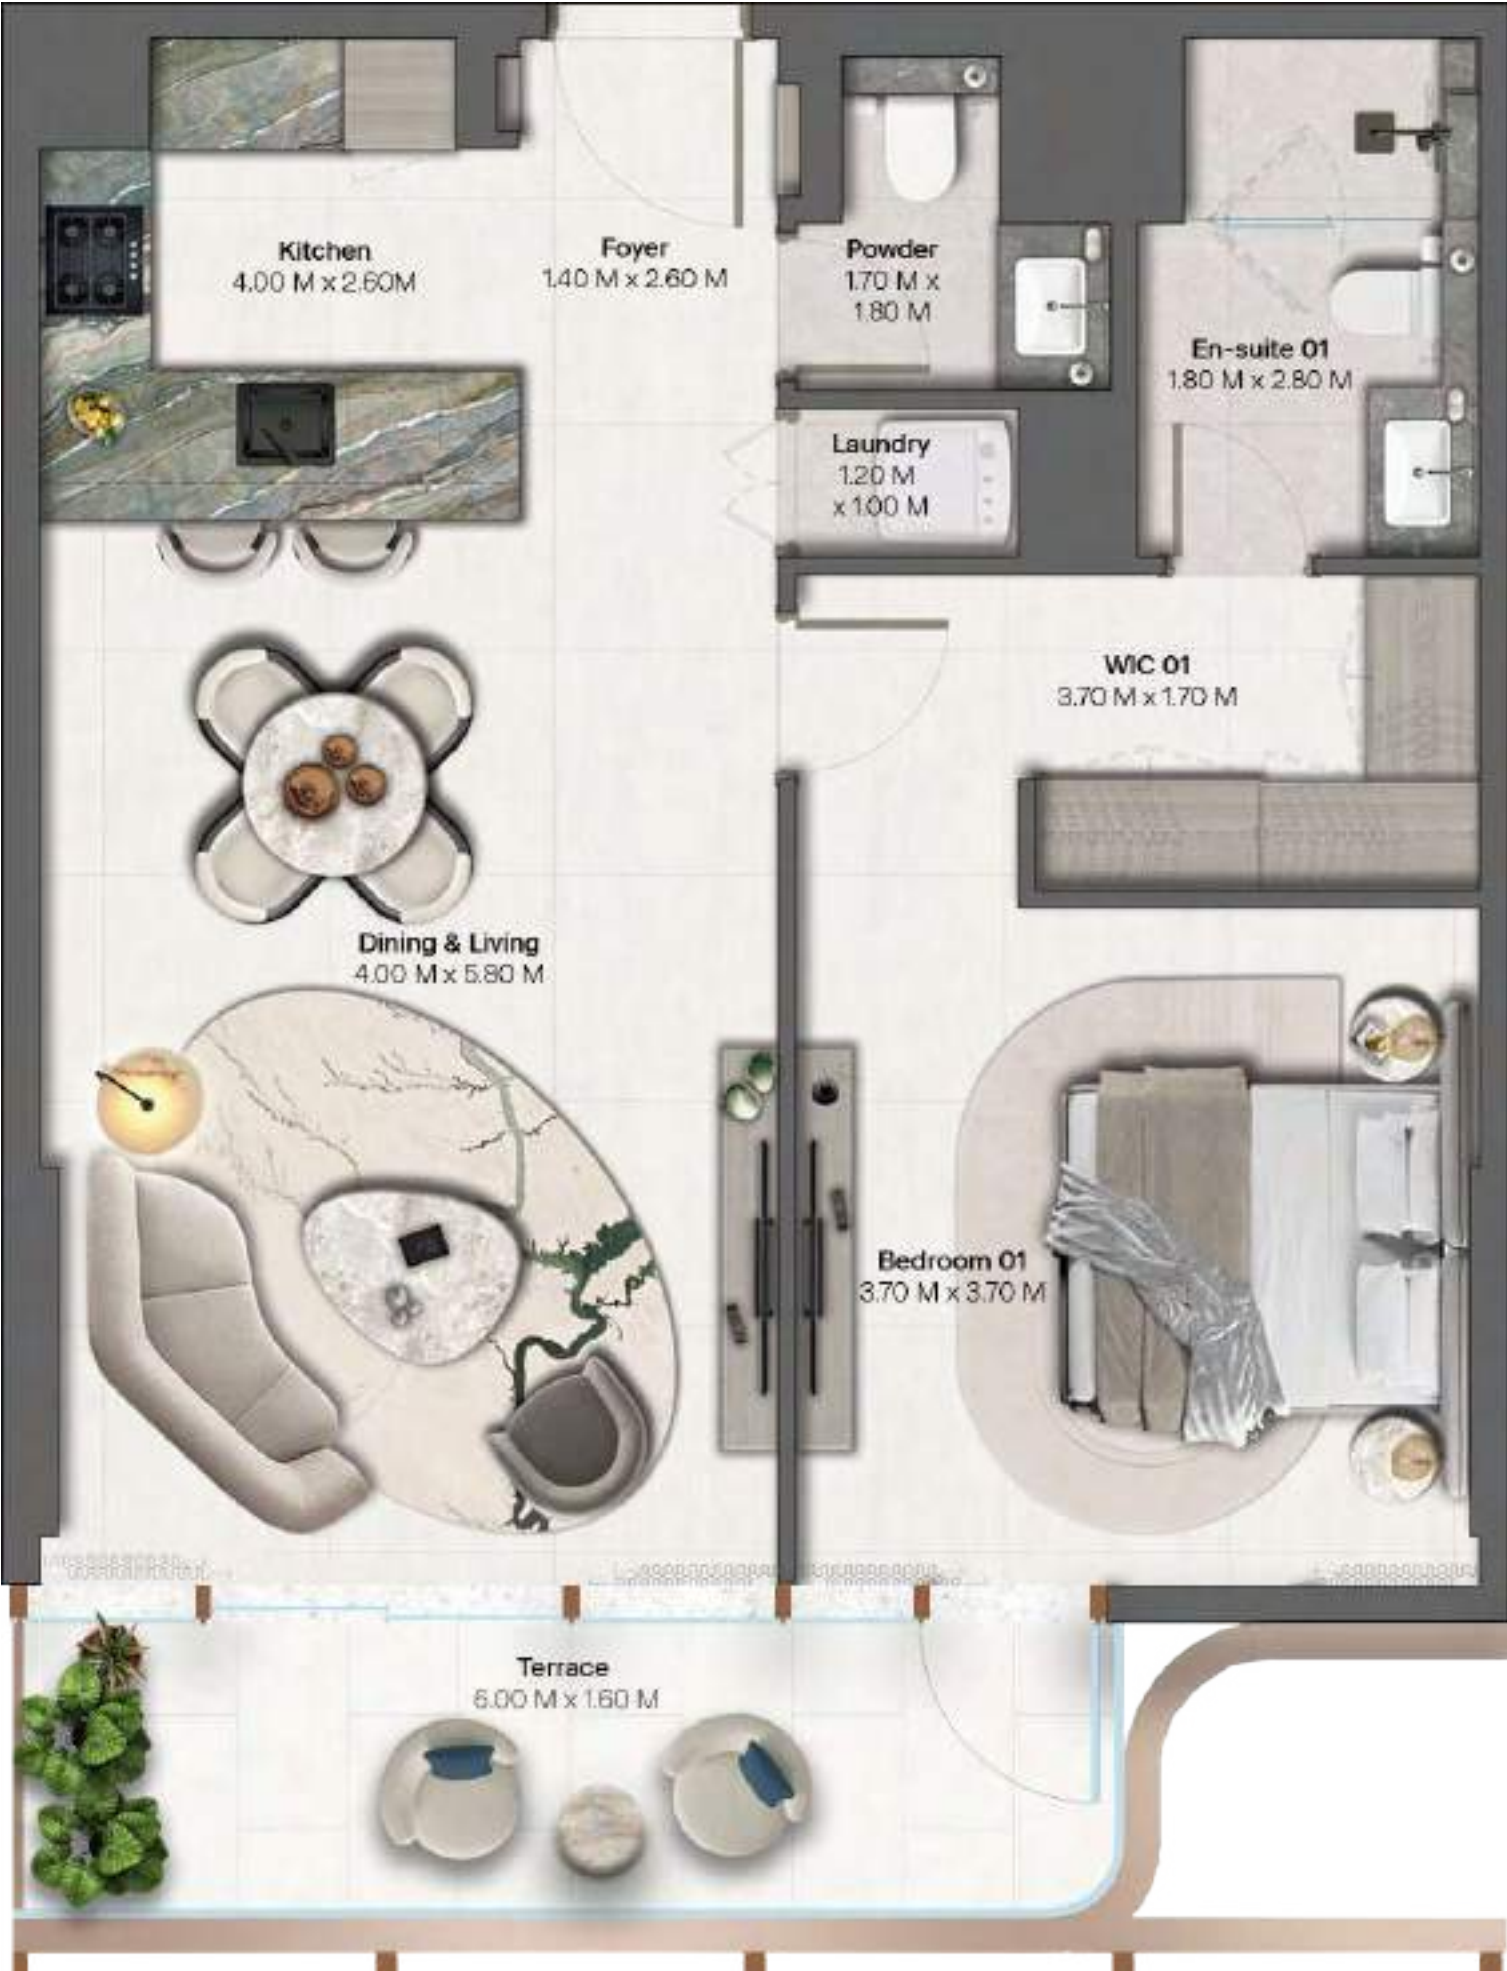 Kitchen
4.00 M x 2.60M
Foyer
1.40 M x 2.60 M
Powder
1.70 M x
1.80 M
En-suite 01
1.80 M x 2.80 M
Laundry
1.20 M
x 1.00 M
WIC 01
3.70 M x 1.70 M
Dining & Living
4.00 M x 5.80 M
Bedroom 01
3.70 M x 3.70 M
Terrace
6.00 M x 1.60 M